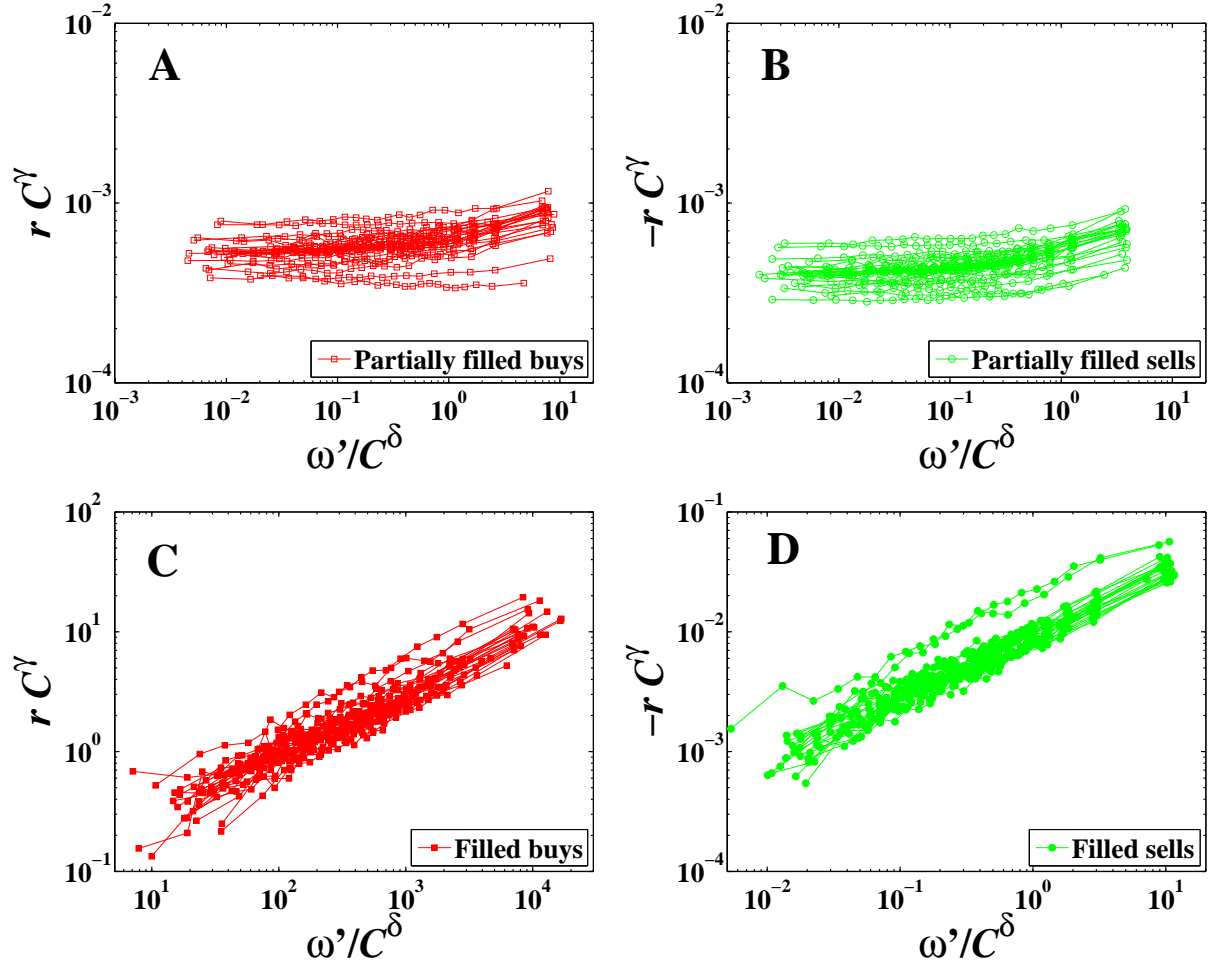 A
r C^γ
10^-2
10^-3
10^-4
Partially filled buys
10^-3 10^-2 10^-1 10^0 10^1
ω’/C^δ
B
−r C^γ
10^-2
10^-3
10^-4
Partially filled sells
10^-3 10^-2 10^-1 10^0 10^1
ω’/C^δ
C
r C^γ
10^2
10^1
10^0
10^-1
Filled buys
10^1 10^2 10^3 10^4
ω’/C^δ
D
−r C^γ
10^-1
10^-2
10^-3
10^-4
Filled sells
10^-2 10^-1 10^0 10^1
ω’/C^δ